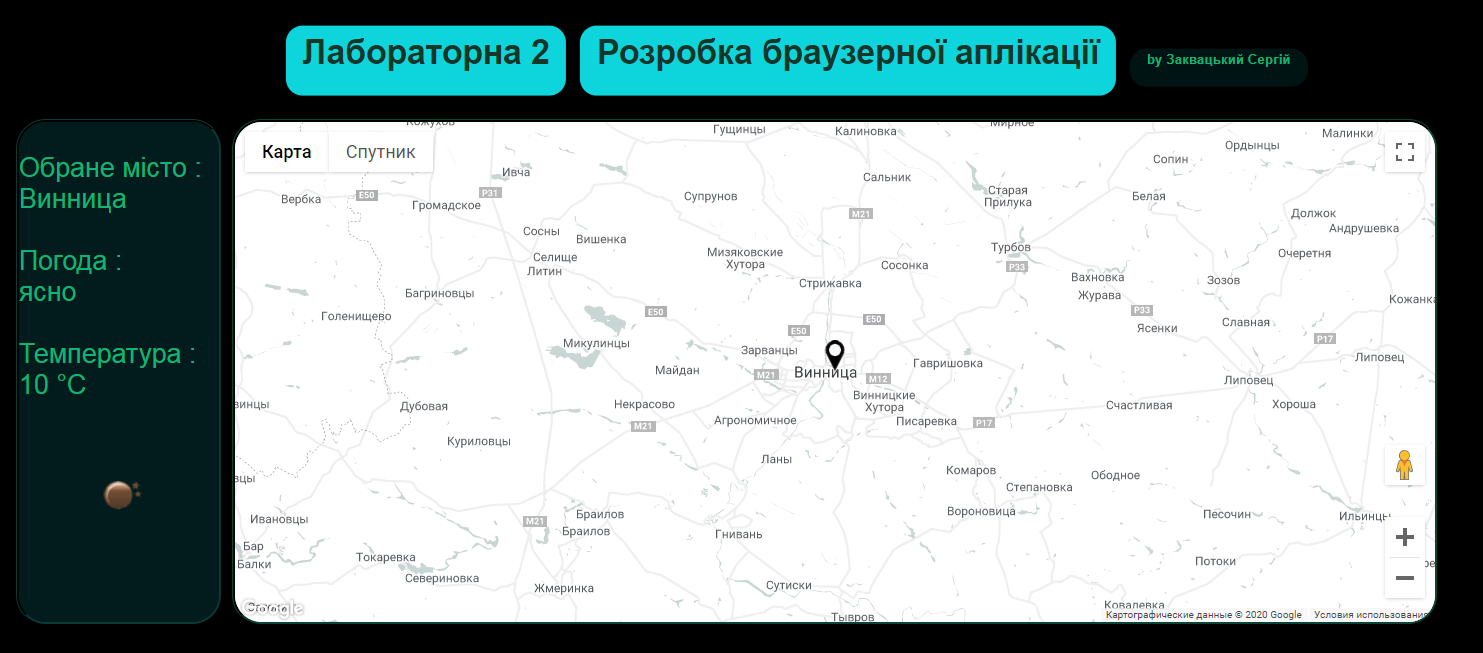 Лабораторна 2
Розробка браузерної аплікації
by Заквацький Сергій
Обране місто :
Винница
Погода :
ясно
Температура :
10 °C
Карта
Спутник
Кожухов
Гущинцы
Калиновка
Мирное
Малинки
Ордынцы
Сопин
Ивча
Сальник
P31
E50
Вербка
Громадское
Супрунов
Старая
Прилука
Белая
M21
Должок
Андрушевка
Сосны
Вишенка
Мизяковские
Хутора
Турбов
Очеретня
Селище
Литин
Сосонка
P33
Вахновка
Зозов
Стрижавка
Багриновцы
Журава
Кожанка
Голенищево
E50
E50
P33
Славная
Ясенки
E50
P17
Микулинцы
Зарванцы
Липовец
Гавришовка
Майдан
M21
Винница
M12
Липовец
Винницкие
Хутора
винцы
Дубовая
Некрасово
Счастливая
Хороша
Агрономичное
Писаревка
P17
M21
Куриловцы
Ланы
Комаров
Ободное
вцы
Степановка
Ивановцы
M21
Браилов
Браилов
Вороновица
Песочин
Ильинцы
Гнивань
Бар
Балки
Токаревка
Потоки
Севериновка
Жмеринка
Сутиски
Ковалевка
Google
Тывров
Картографические данные © 2020 Google
Условия использования